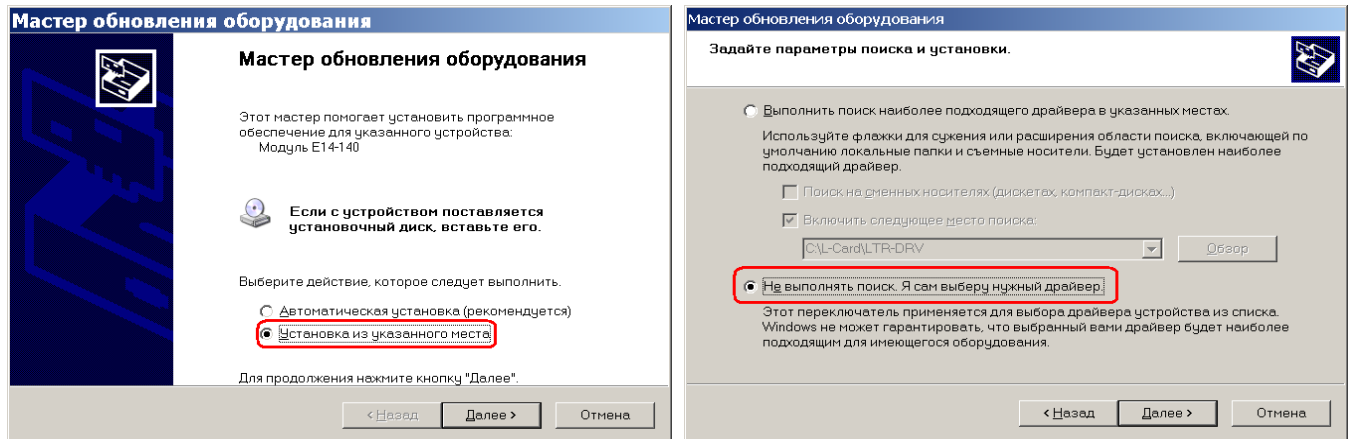 Мастер обновления оборудования
Мастер обновления оборудования
Этот мастер помогает установить программное
обеспечение для указанного устройства:
Модуль E14-140
Если с устройством поставляется
установочный диск, вставьте его.
Выберите действие, которое следует выполнить.
Автоматическая установка (рекомендуется)
Установка из указанного места
Для продолжения нажмите кнопку "Далее".
< Назад
Далее >
Отмена
Мастер обновления оборудования
Задайте параметры поиска и установки.
Выполнить поиск наиболее подходящего драйвера в указанных местах.
Используйте флажки для сужения или расширения области поиска, включающей по
умолчанию локальные папки и съемные носители. Будет установлен наиболее
подходящий драйвер.
Поиск на сменных носителях (дискетах, компакт-дисках...)
Включить следующее место поиска:
C:\L-Card\LTR-DRV
Обзор
Не выполнять поиск. Я сам выберу нужный драйвер.
Этот переключатель применяется для выбора драйвера устройства из списка.
Windows не может гарантировать, что выбранный вами драйвер будет наиболее
подходящим для имеющегося оборудования.
< Назад
Далее >
Отмена